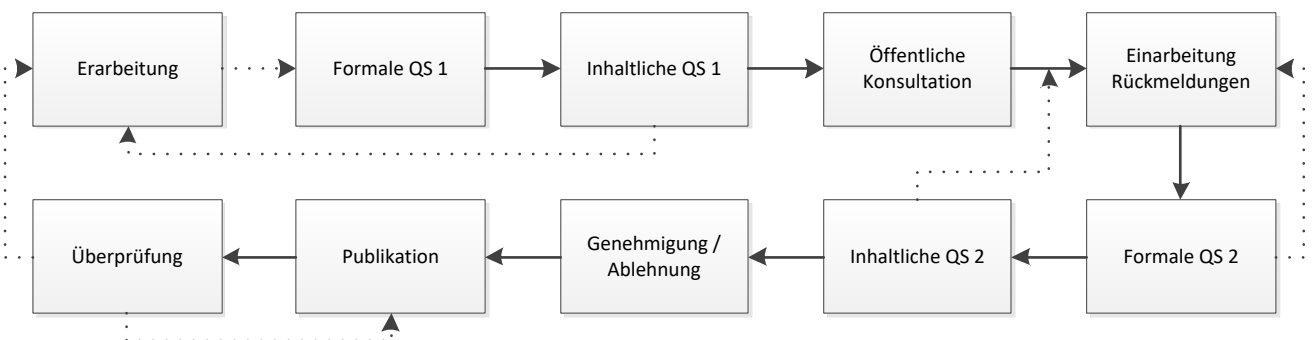 Erarbeitung
Formale QS 1
Inhaltliche QS 1
Öffentliche
Konsultation
Einarbeitung
Rückmeldungen
Überprüfung
Publikation
Genehmigung /
Ablehnung
Inhaltliche QS 2
Formale QS 2